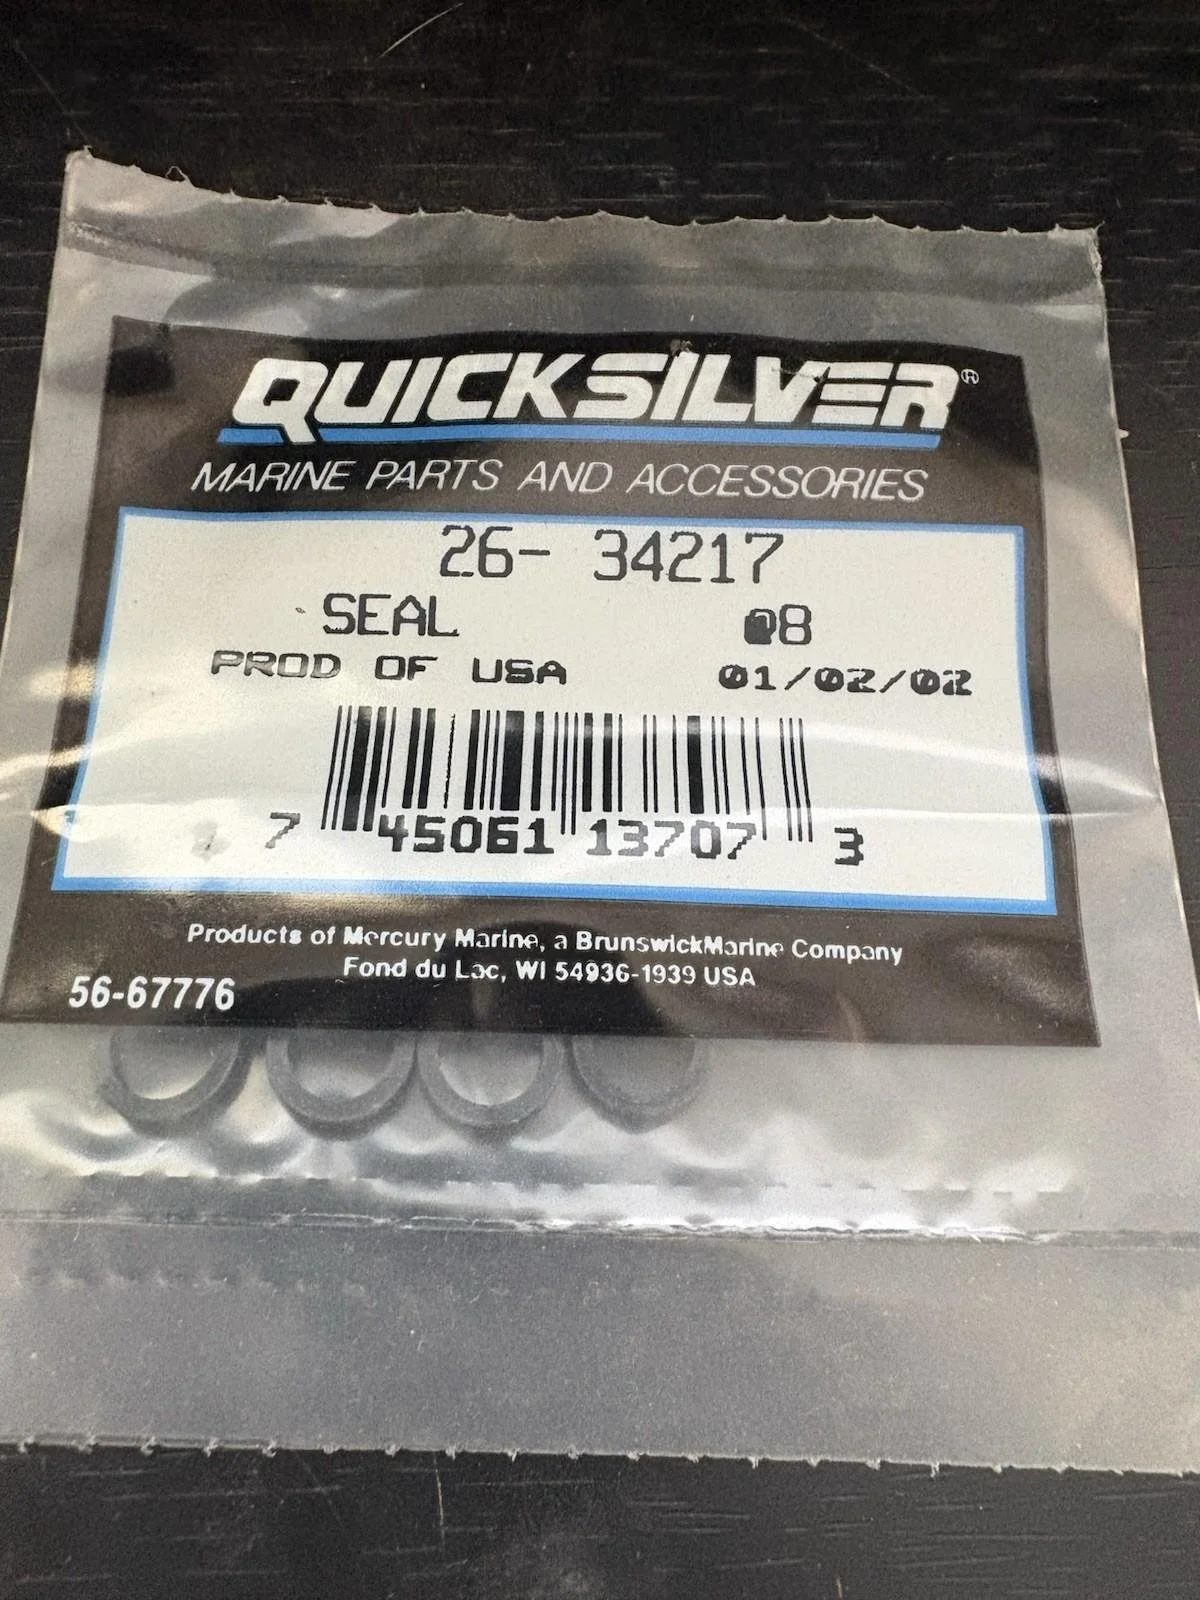 QUICKSILVER®
MARINE PARTS AND ACCESSORIES
26- 34217
SEAL 08
PROD OF USA 01/02/02
7 45061 13707 3
Products of Mercury Marine, a BrunswickMarine Company
Fond du Lac, WI 54936-1939 USA
56-67776